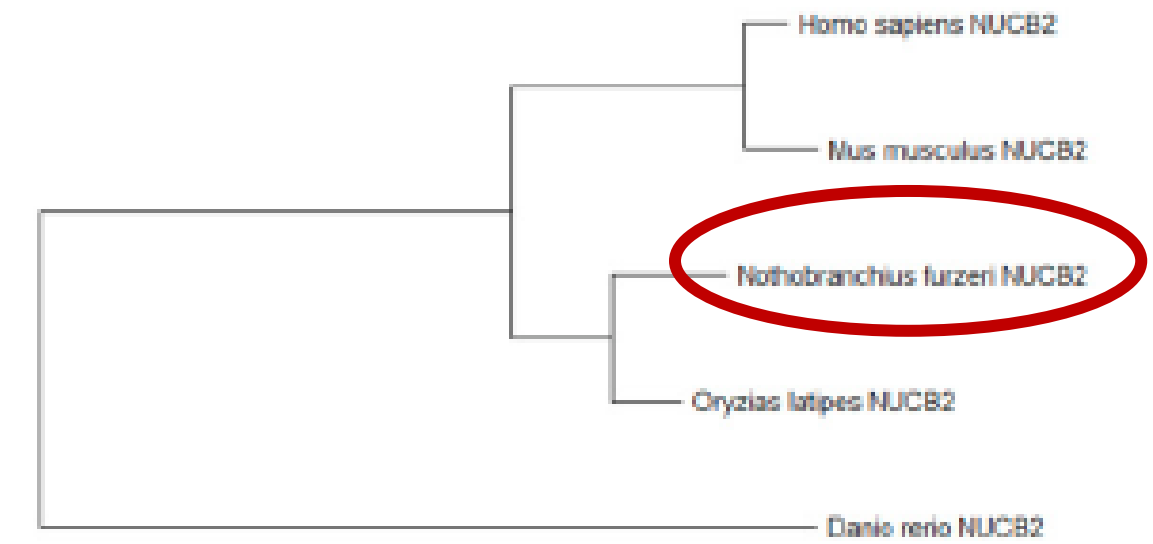 Homo sapiens NUCB2
Mus musculus NUCB2
Nothobranchius furzeri NUCB2
Oryzias latipes NUCB2
Danio rerio NUCB2